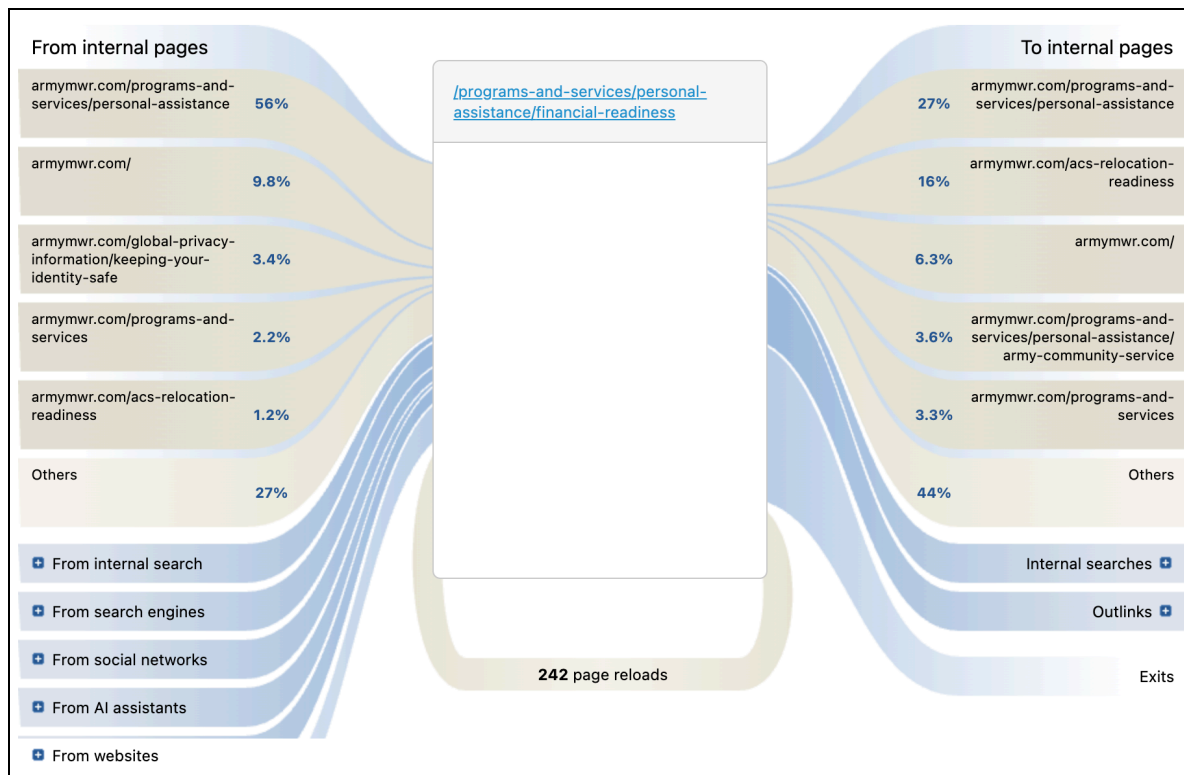 From internal pages
armymwr.com/programs-and-
services/personal-assistance
56%
armymwr.com/
9.8%
armymwr.com/global-privacy-
information/keeping-your-
identity-safe
3.4%
armymwr.com/programs-and-
services
2.2%
armymwr.com/acs-relocation-
readiness
1.2%
Others
27%
From internal search
From search engines
From social networks
From AI assistants
From websites
/programs-and-services/personal-
assistance/financial-readiness
242 page reloads
To internal pages
27%
armymwr.com/programs-and-
services/personal-assistance
16%
armymwr.com/acs-relocation-
readiness
armymwr.com/
6.3%
armymwr.com/programs-and-
services/personal-assistance/
army-community-service
3.6%
armymwr.com/programs-and-
services
3.3%
Others
44%
Internal searches
Outlinks
Exits